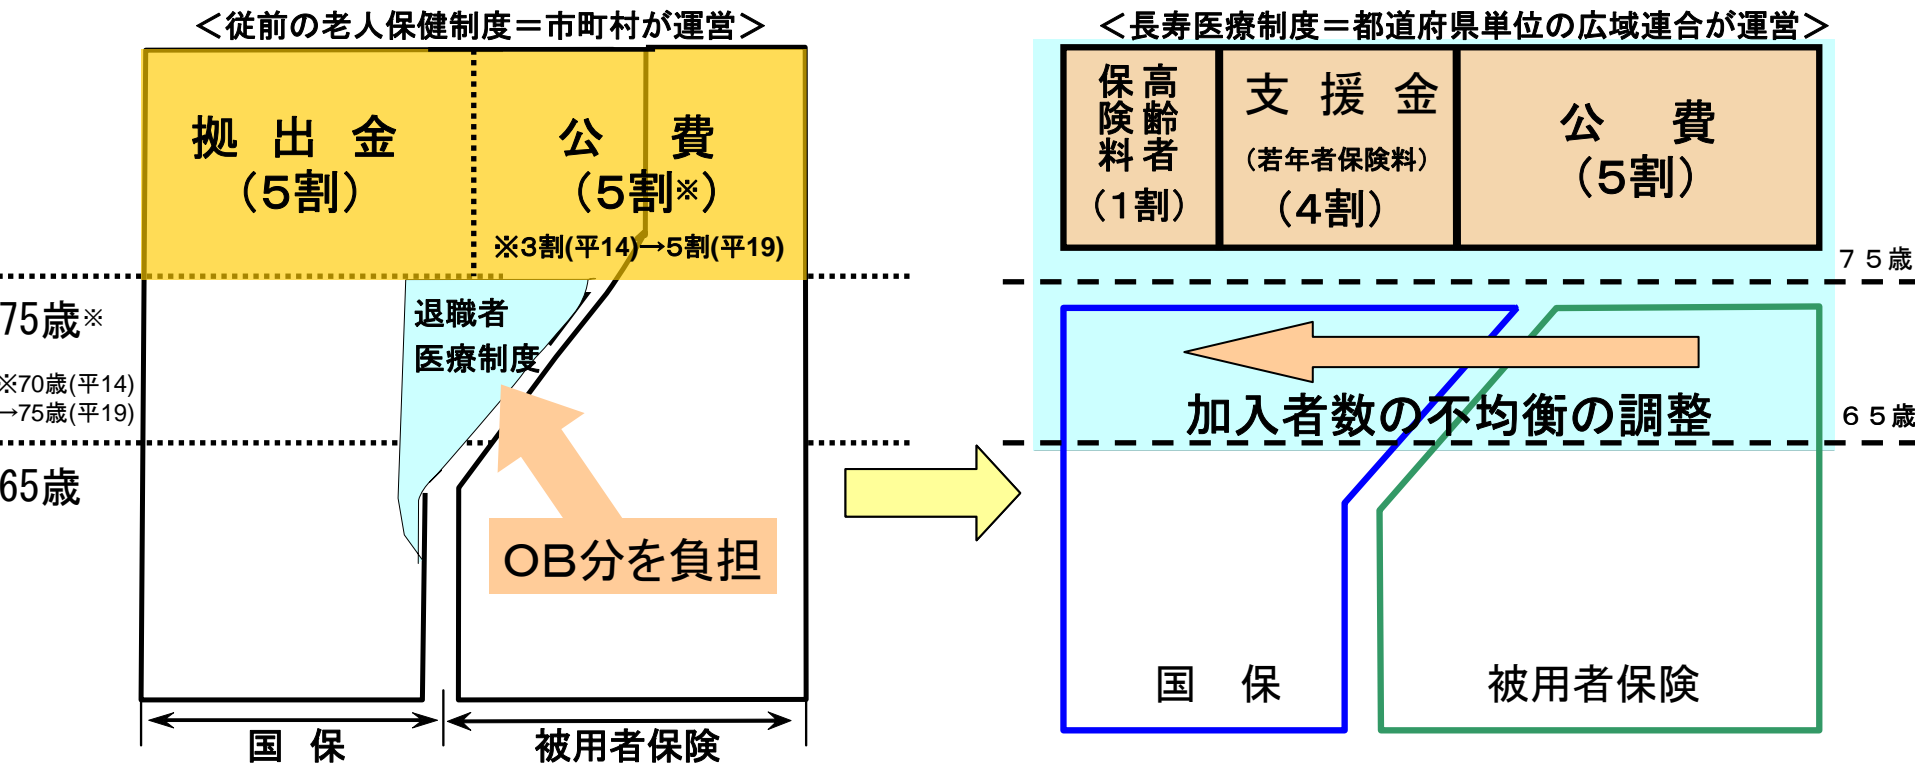 ＜従前の老人保健制度＝市町村が運営＞
拠出金
（５割）
公費
（５割※）
※３割(平14)→５割(平19)
75歳※
※70歳(平14)
→75歳(平19)
65歳
退職者
医療制度
ＯＢ分を負担
国保
被用者保険
＜長寿医療制度＝都道府県単位の広域連合が運営＞
高齢者
保険料
（１割）
支援金
（若年者保険料）
（４割）
公費
（５割）
７５歳
加入者数の不均衡の調整
６５歳
国保
被用者保険